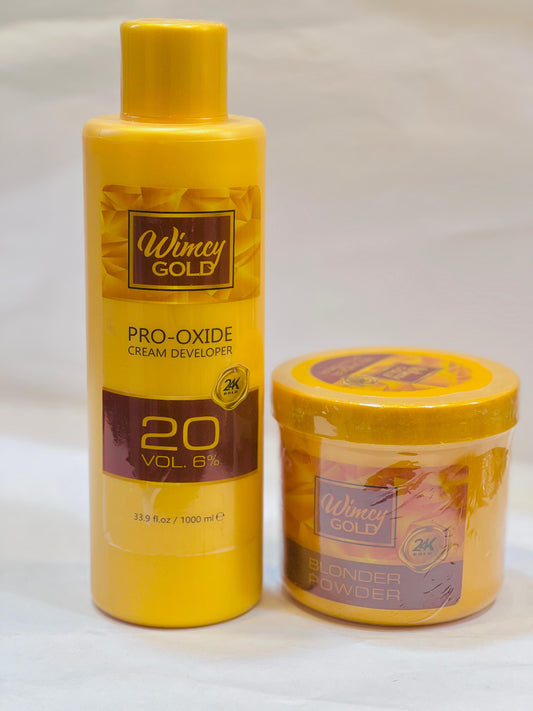 Wimcy
GOLD
PRO-OXIDE
CREAM DEVELOPER
24K
GOLD
20
VOL. 6%
33.9 fl.oz / 1000 ml ℮
Wimcy
GOLD
24K
GOLD
BLONDER
POWDER